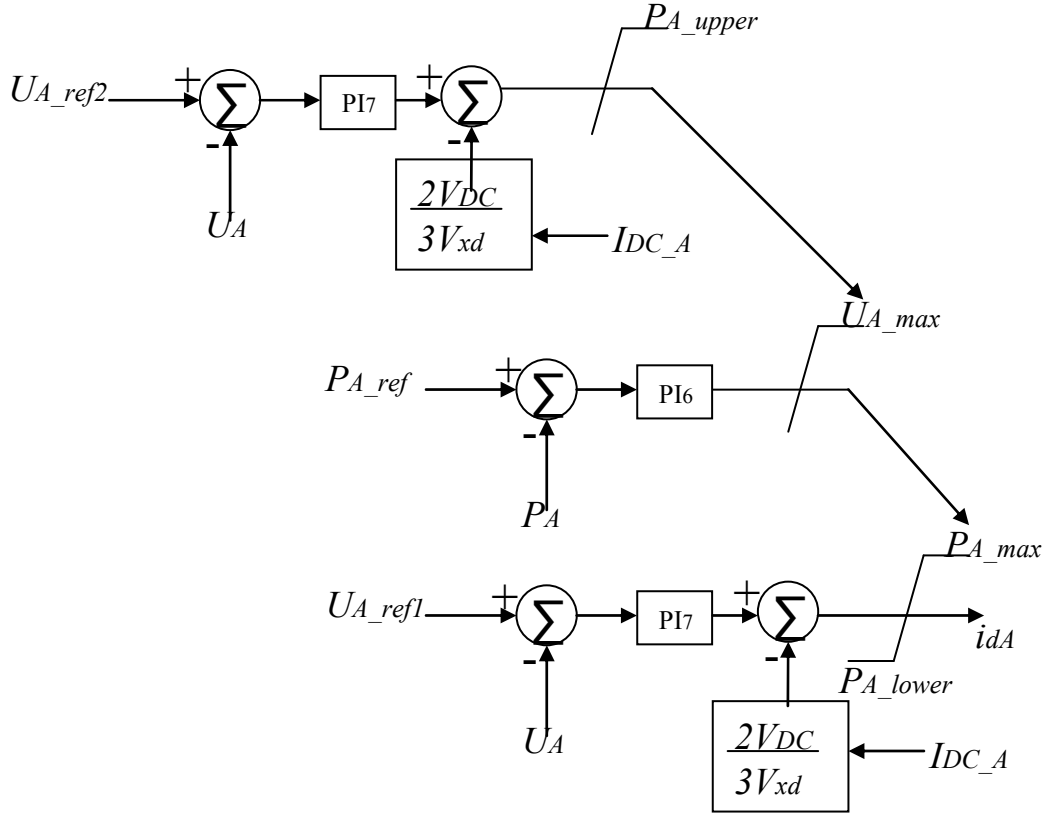 PA_upper
UA_ref2
+
Σ
PI7
+
Σ
-
-
UA
2VDC
3Vxd
IDC_A
UA_max
PA_ref
+
Σ
PI6
-
PA
PA_max
UA_ref1
+
Σ
PI7
+
Σ
idA
-
-
PA_lower
UA
2VDC
3Vxd
IDC_A